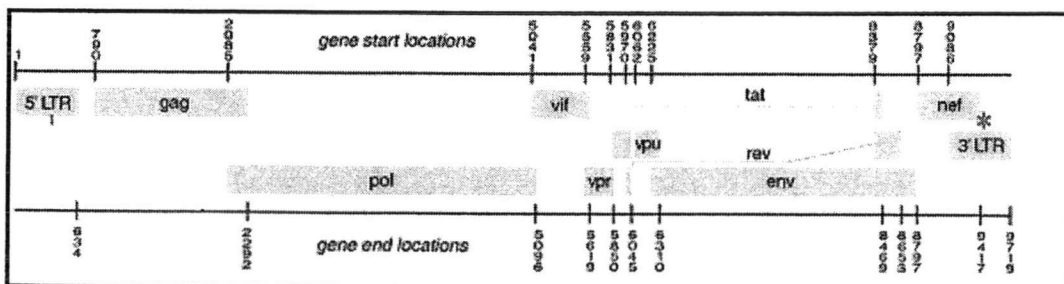 1 790 2085 gene start locations 5041 5559 5831 5970 6062 6225 8379 8797 9086
5' LTR gag vif tat nef
*
vpu rev 3' LTR
pol vpr env
634 2292 gene end locations 5096 5619 5850 6045 6310 8469 8653 8797 9417 9719